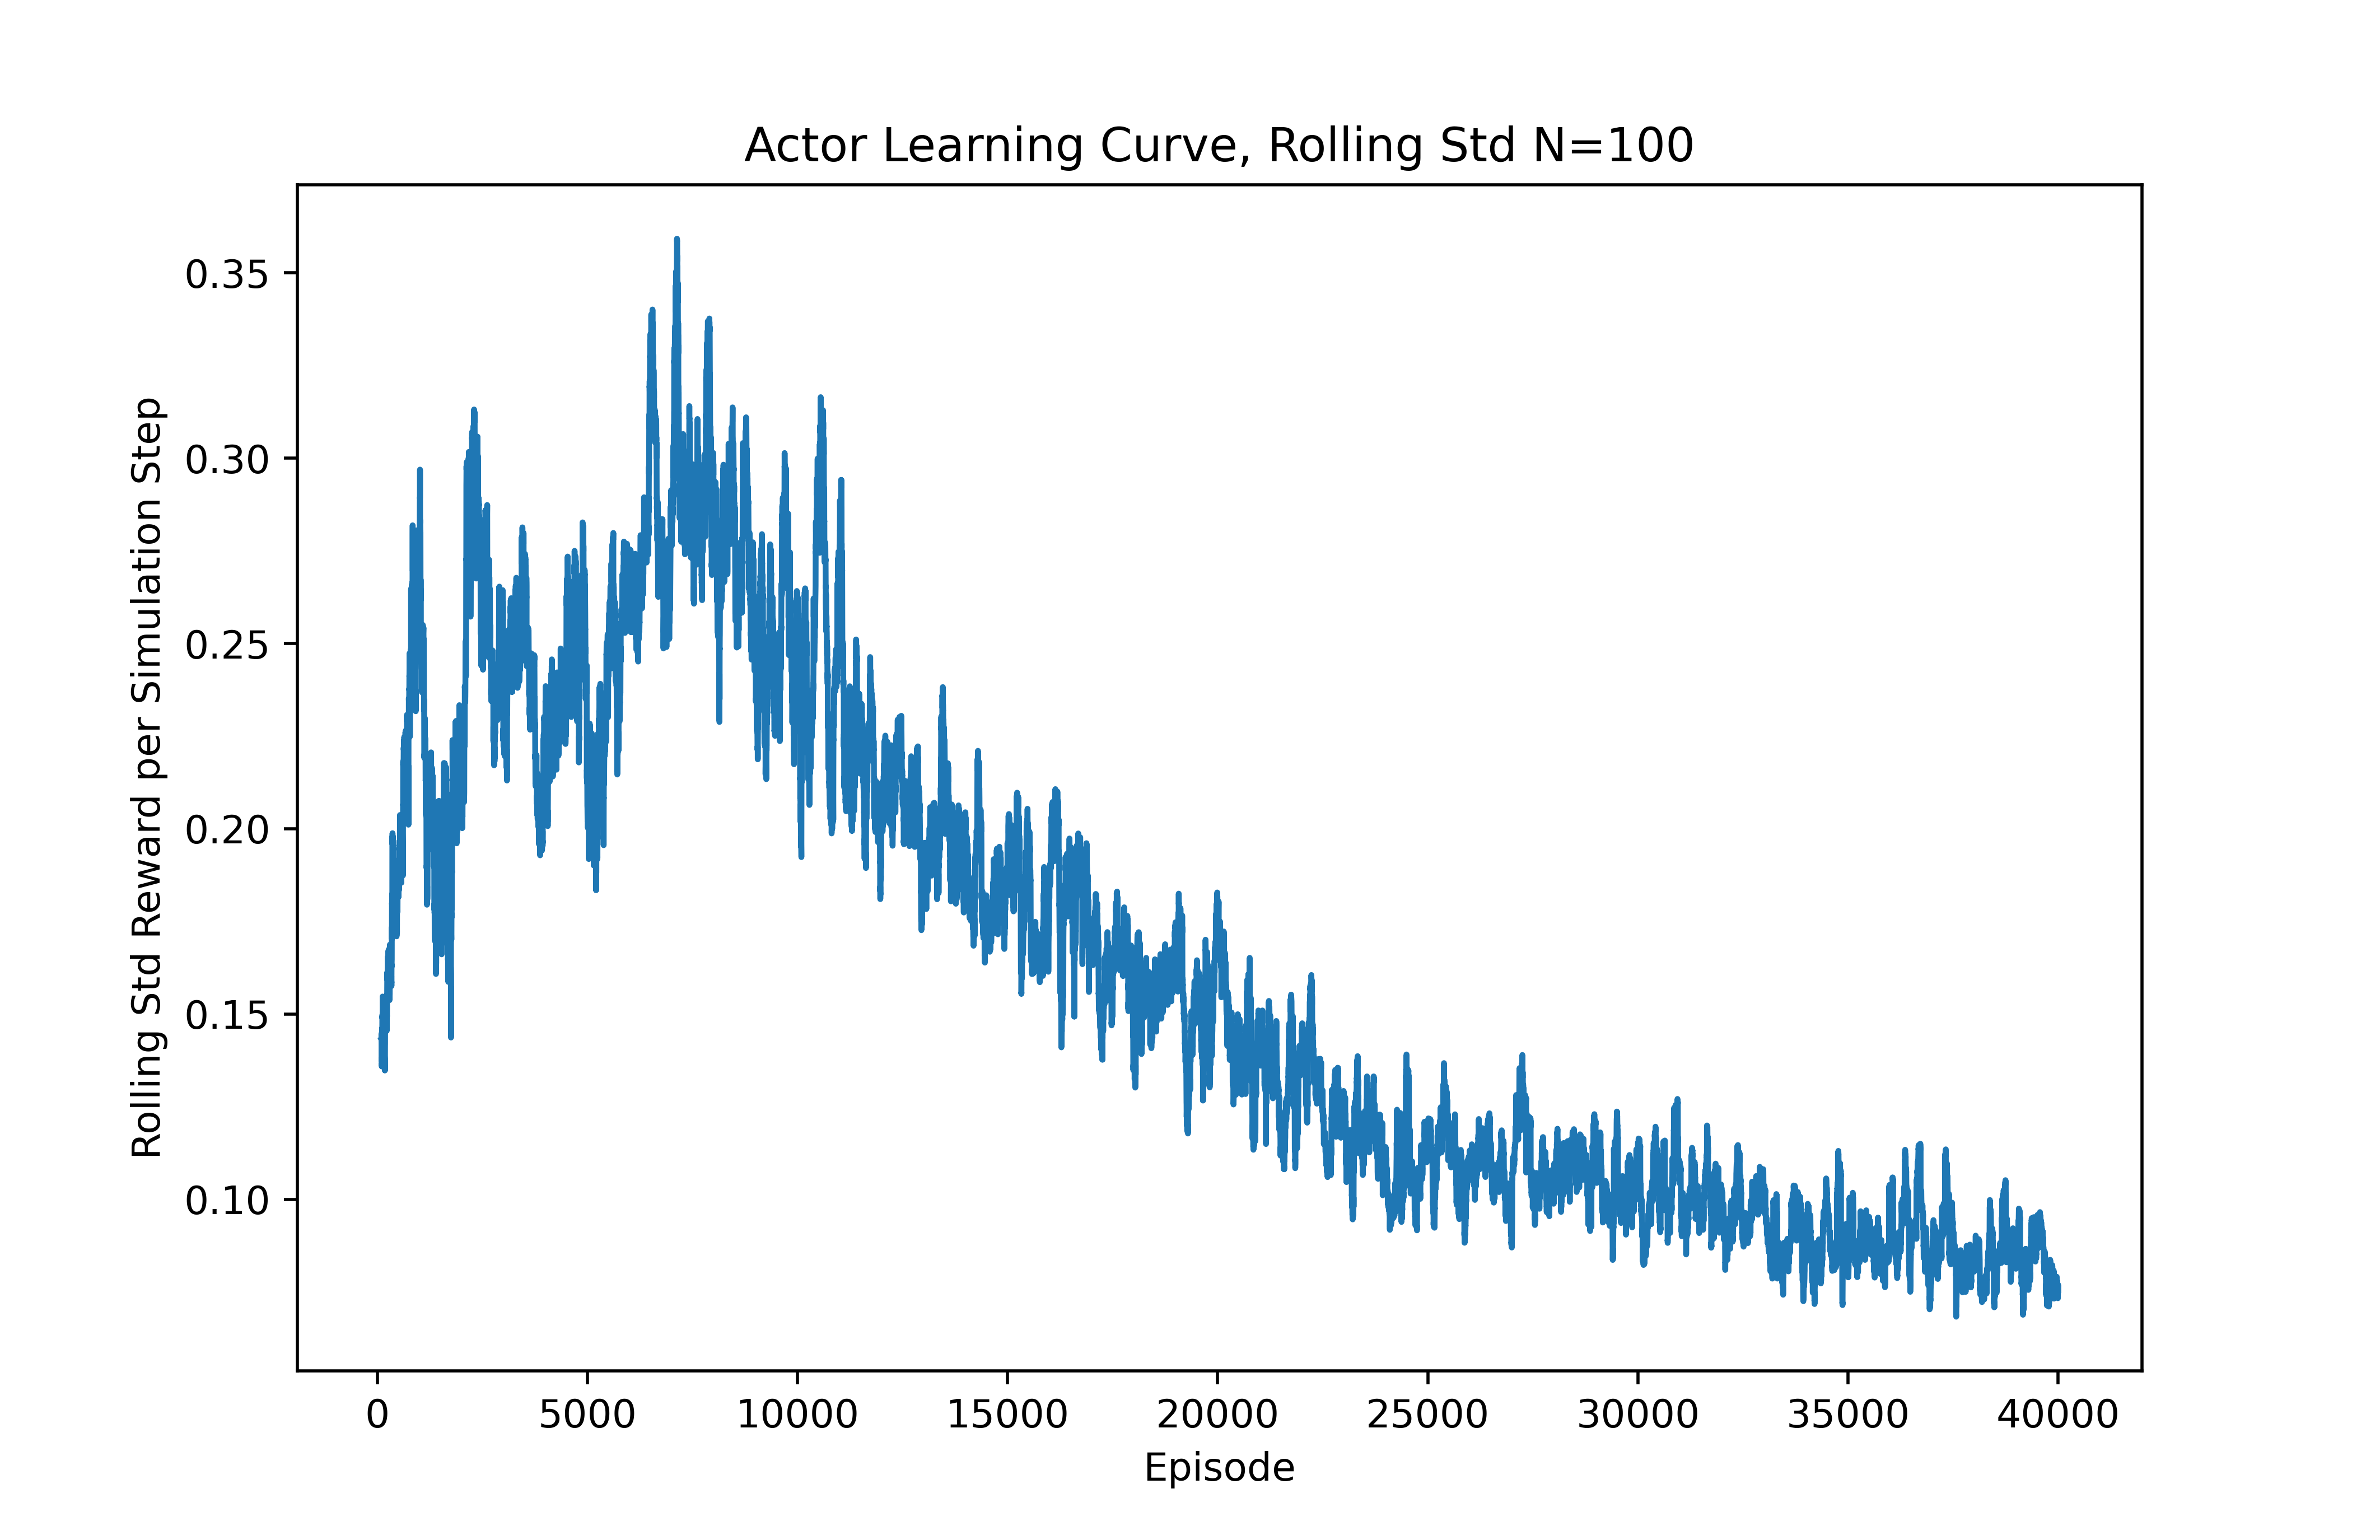 Actor Learning Curve, Rolling Std N=100
Rolling Std Reward per Simulation Step
0.35
0.30
0.25
0.20
0.15
0.10
0 5000 10000 15000 20000 25000 30000 35000 40000
Episode